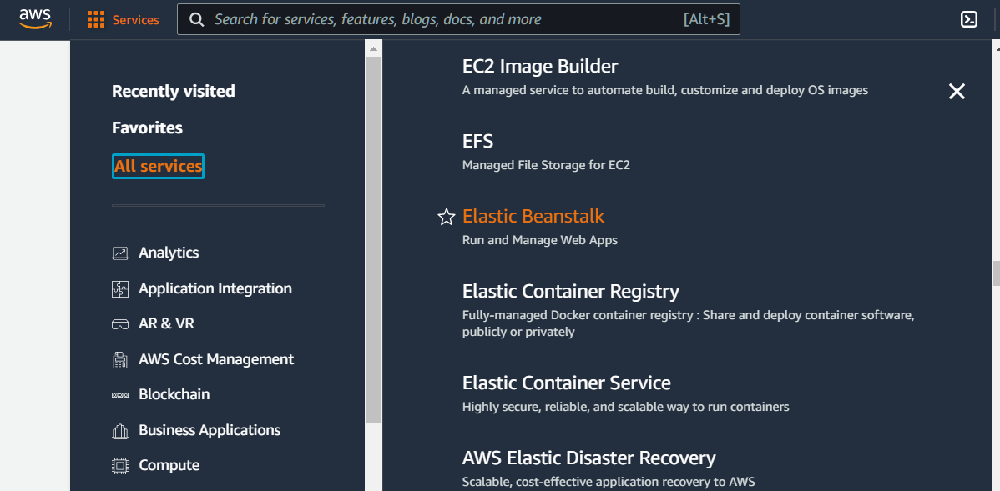 aws
Services
Search for services, features, blogs, docs, and more
[Alt+S]
Recently visited
Favorites
All services
Analytics
Application Integration
AR & VR
AWS Cost Management
Blockchain
Business Applications
Compute
EC2 Image Builder
A managed service to automate build, customize and deploy OS images
EFS
Managed File Storage for EC2
Elastic Beanstalk
Run and Manage Web Apps
Elastic Container Registry
Fully-managed Docker container registry : Share and deploy container software,
publicly or privately
Elastic Container Service
Highly secure, reliable, and scalable way to run containers
AWS Elastic Disaster Recovery
Scalable, cost-effective application recovery to AWS